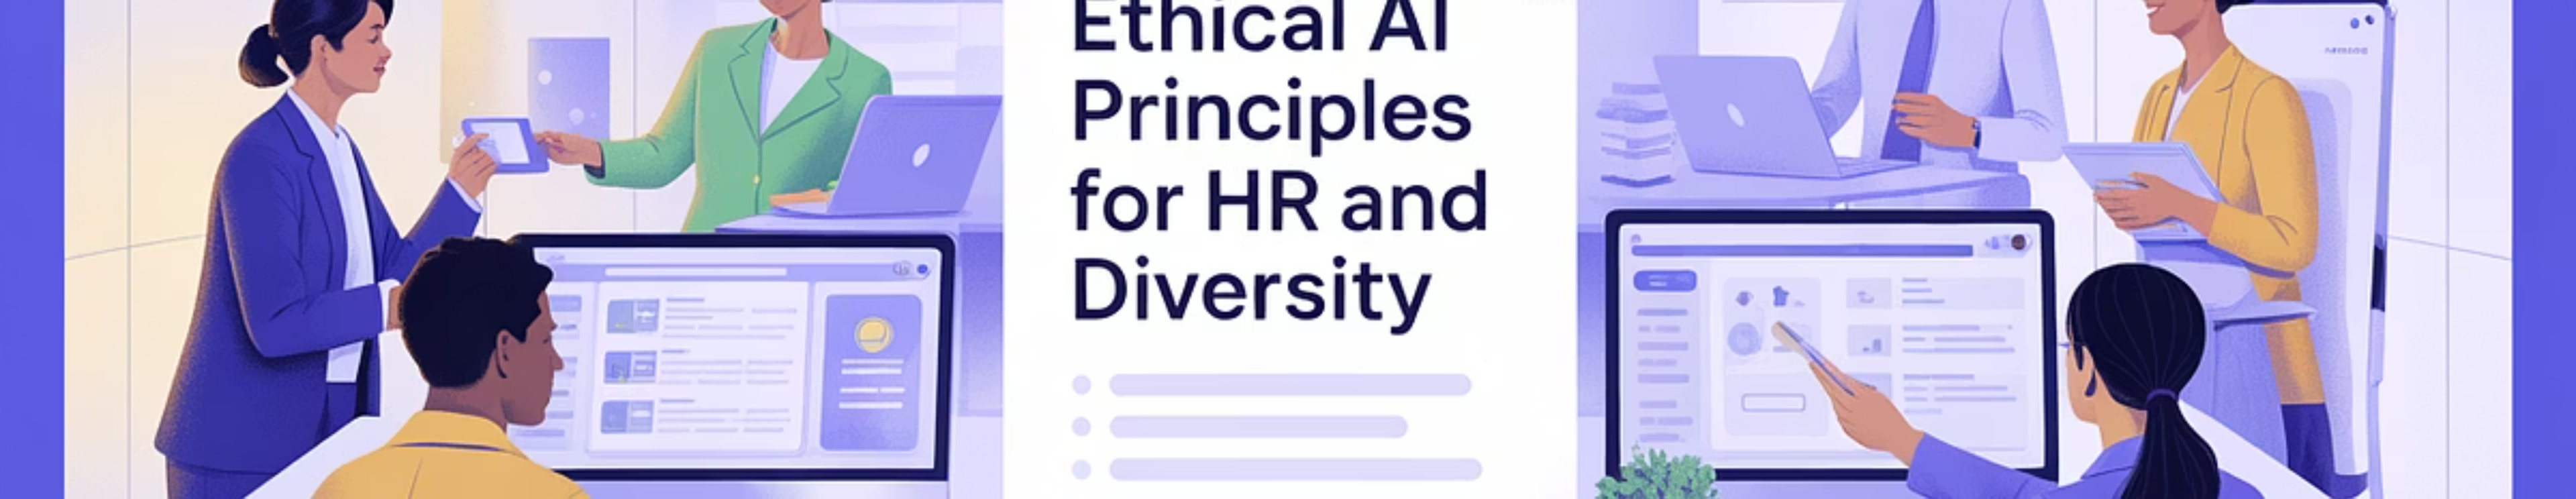 Ethical AI
Principles
for HR and
Diversity